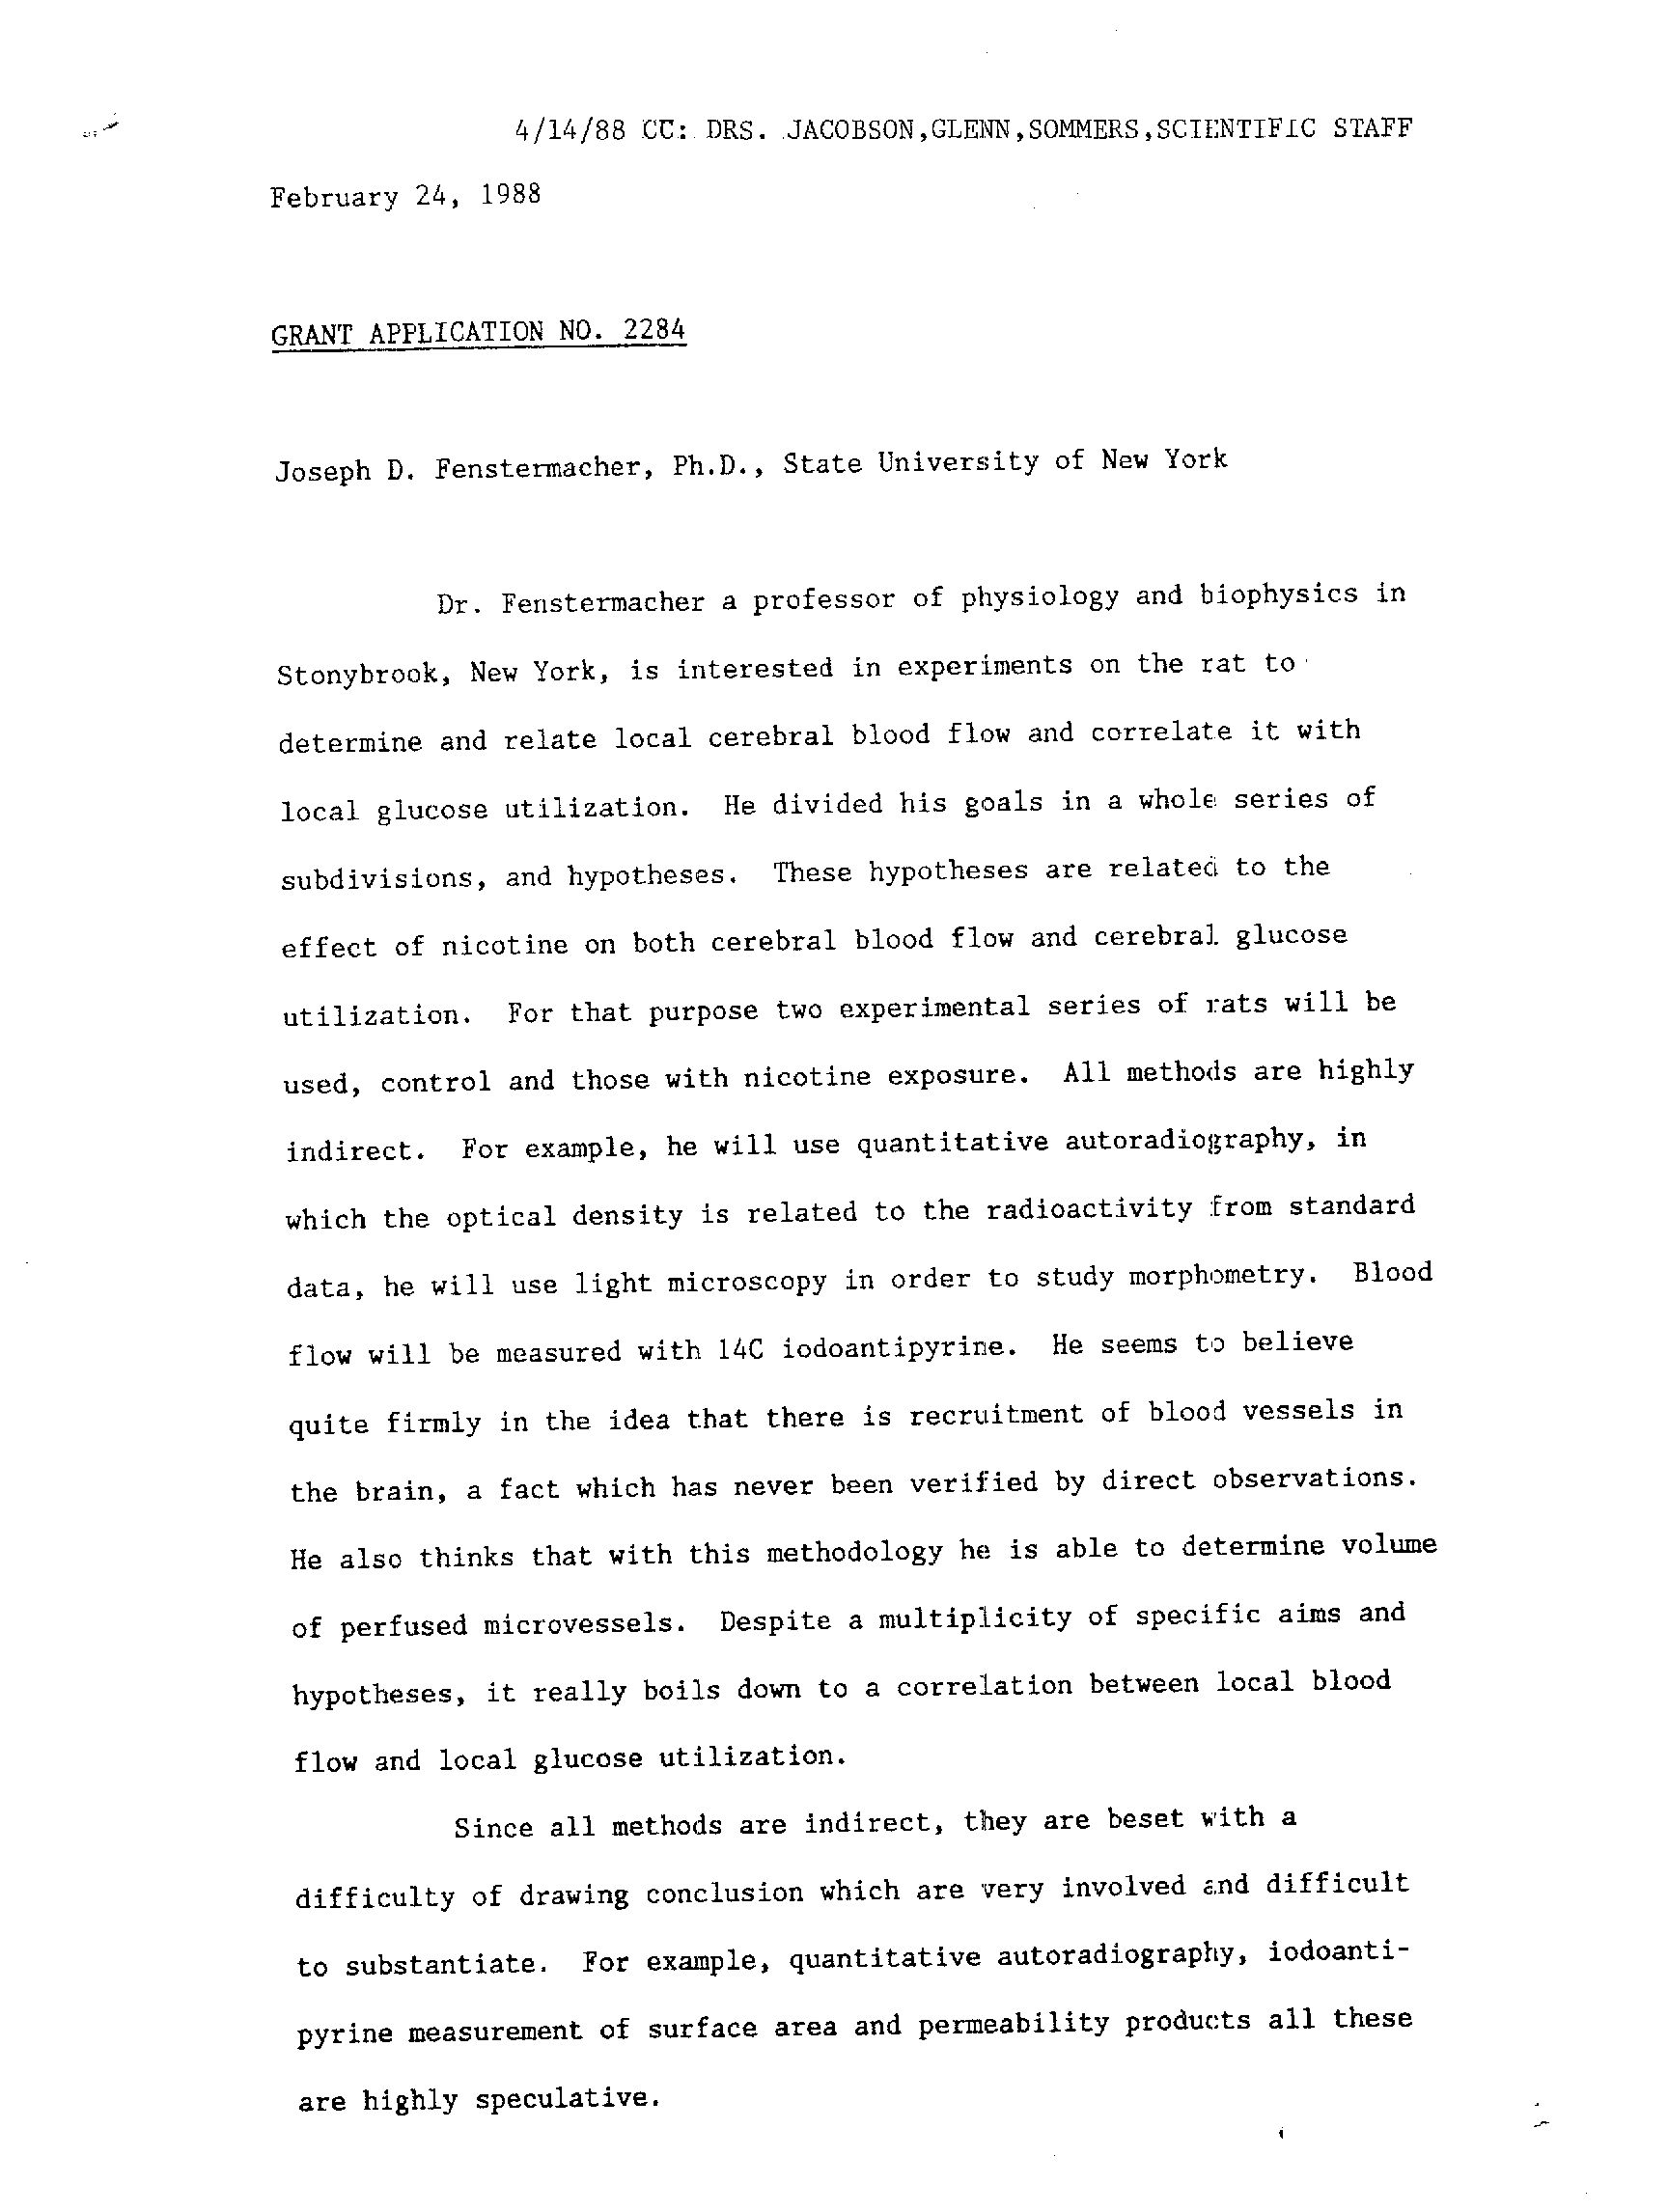 4/14/88 CC: DRS. JACOBSON,GLENN,SOMMERS,SCIENTIFIC STAFF
February 24, 1988
GRANT APPLICATION NO. 2284
Joseph D. Fenstermacher, Ph.D., State University of New York
Dr. Fenstermacher a professor of physiology and biophysics in
Stonybrook, New York, is interested in experiments on the rat to
determine and relate local cerebral blood flow and correlate it with
local glucose utilization. He divided his goals in a whole series of
subdivisions, and hypotheses. These hypotheses are related to the
effect of nicotine on both cerebral blood flow and cerebral glucose
utilization. For that purpose two experimental series of rats will be
used, control and those with nicotine exposure. All methods are highly
indirect. For example, he will use quantitative autoradiography, in
which the optical density is related to the radioactivity from standard
data, he will use light microscopy in order to study morphometry. Blood
flow will be measured with 14C iodoantipyrine. He seems to believe
quite firmly in the idea that there is recruitment of blood vessels in
the brain, a fact which has never been verified by direct observations.
He also thinks that with this methodology he is able to determine volume
of perfused microvessels. Despite a multiplicity of specific aims and
hypotheses, it really boils down to a correlation between local blood
flow and local glucose utilization.
Since all methods are indirect, they are beset with a
difficulty of drawing conclusion which are very involved and difficult
to substantiate. For example, quantitative autoradiography, iodoanti-
pyrine measurement of surface area and permeability products all these
are highly speculative.